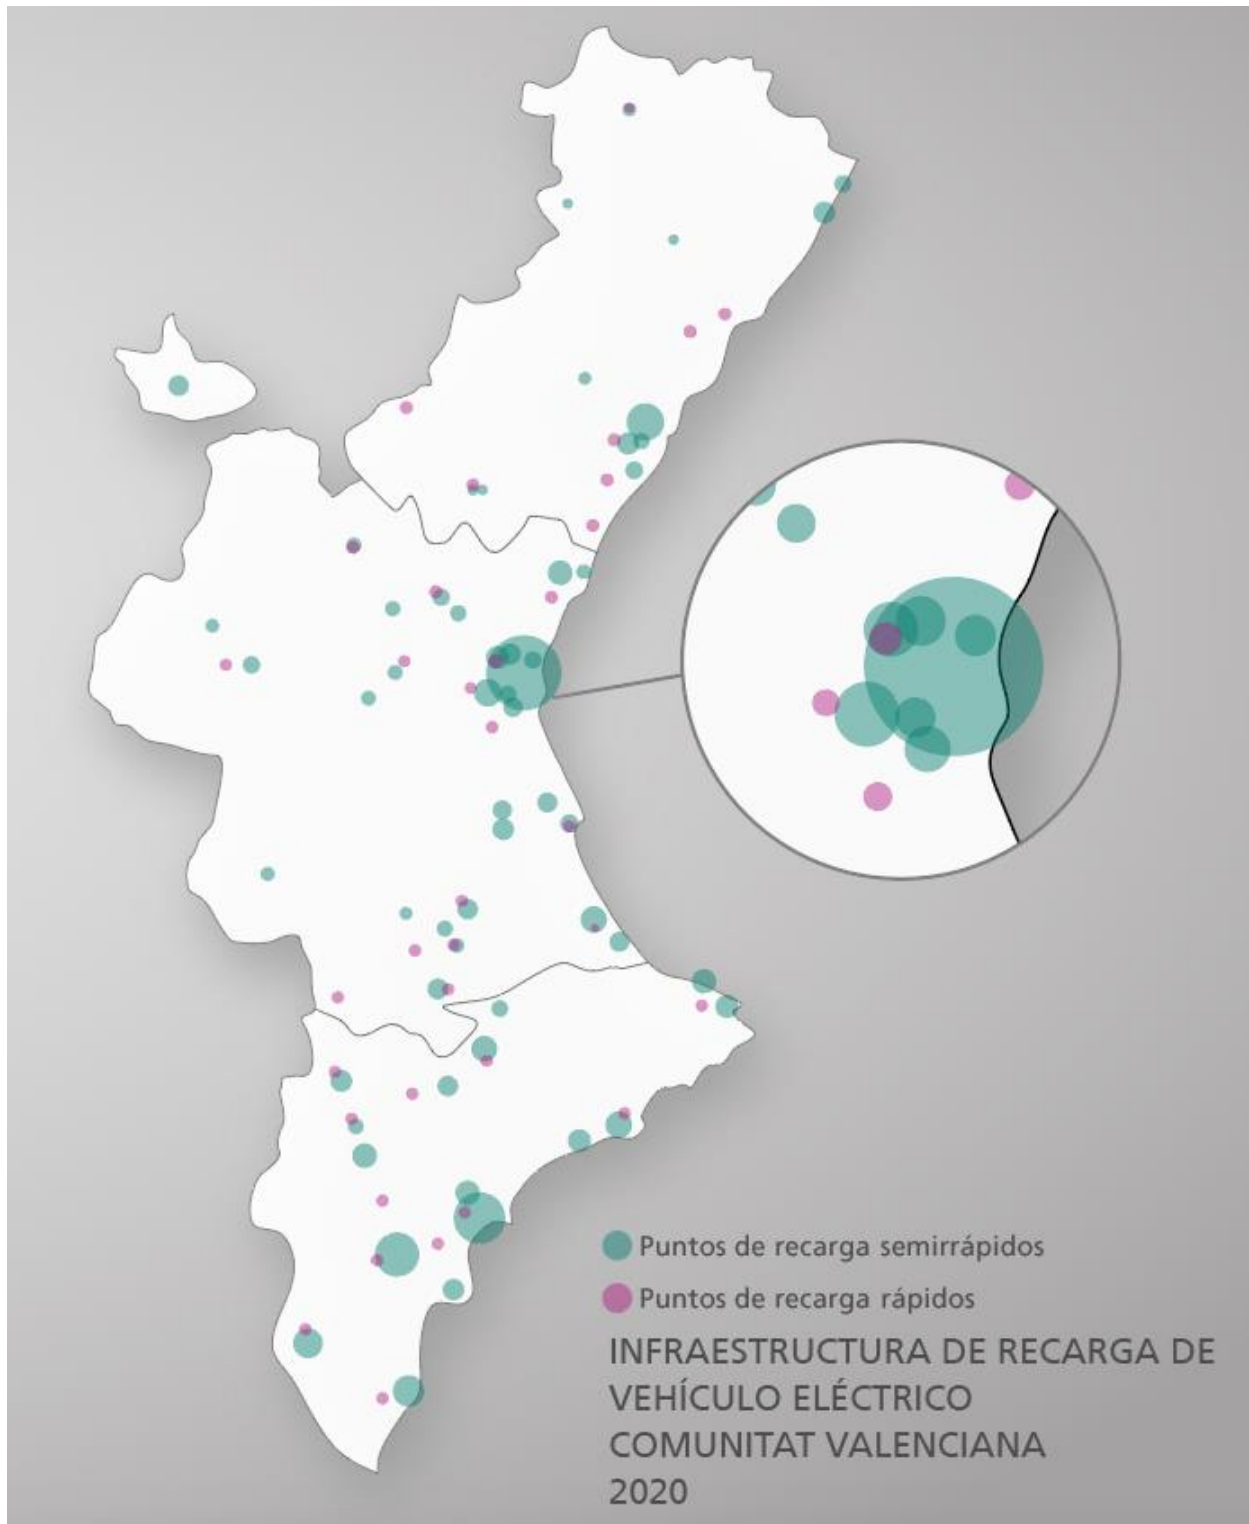 Puntos de recarga semirrápidos
Puntos de recarga rápidos
INFRAESTRUCTURA DE RECARGA DE
VEHÍCULO ELÉCTRICO
COMUNITAT VALENCIANA
2020